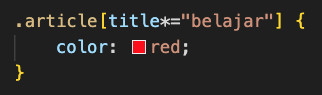 .article[title*="belajar"] {
    color: red;
}